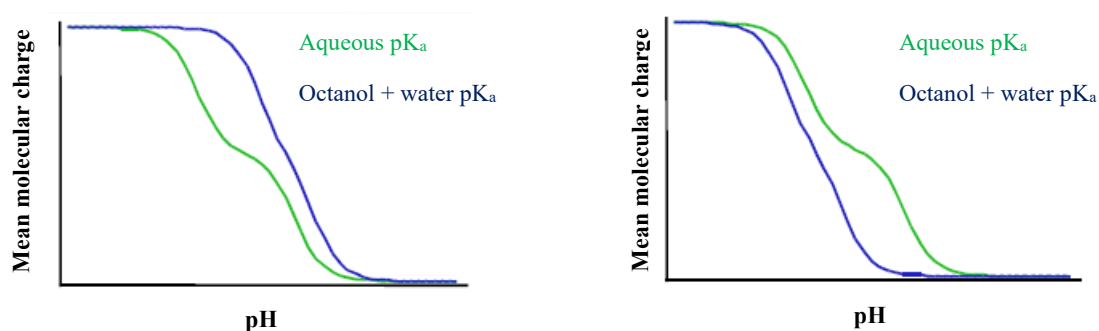 Mean molecular charge
Aqueous pKₐ
Octanol + water pKₐ
pH
Mean molecular charge
Aqueous pKₐ
Octanol + water pKₐ
pH